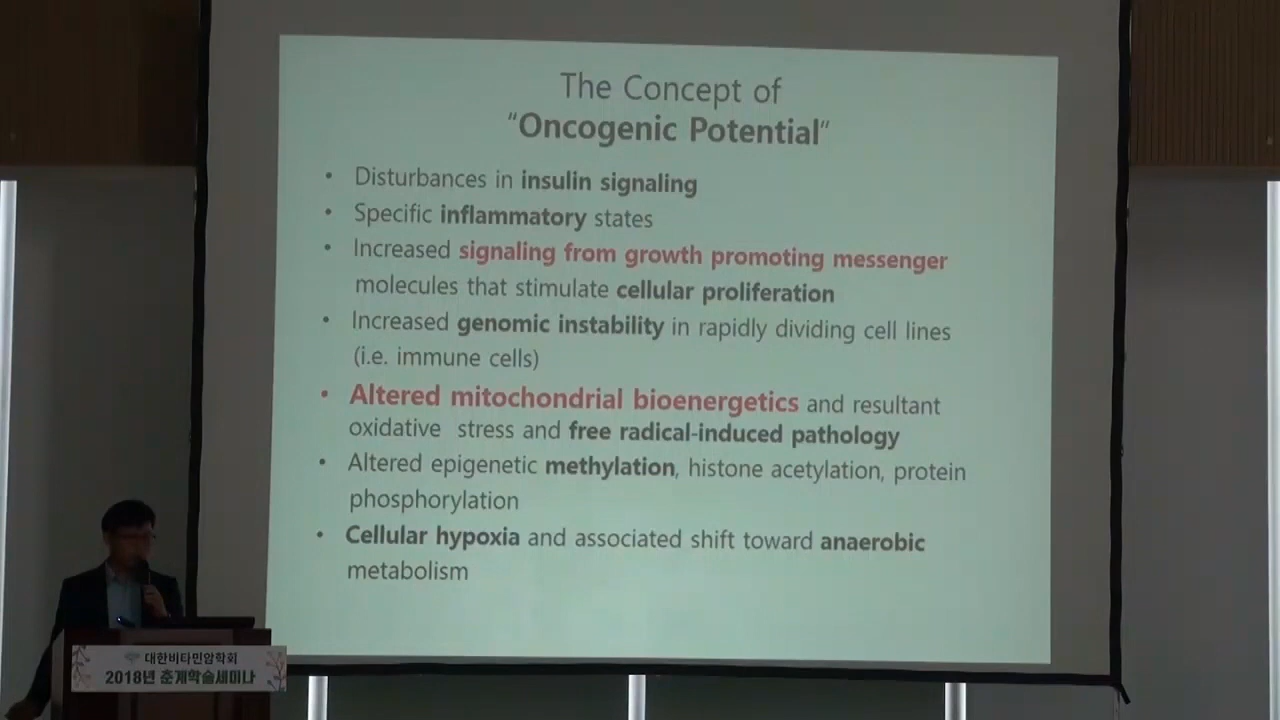 The Concept of
"Oncogenic Potential"
• Disturbances in insulin signaling
• Specific inflammatory states
• Increased signaling from growth promoting messenger
molecules that stimulate cellular proliferation
• Increased genomic instability in rapidly dividing cell lines
(i.e. immune cells)
• Altered mitochondrial bioenergetics and resultant
oxidative stress and free radical-induced pathology
• Altered epigenetic methylation, histone acetylation, protein
phosphorylation
• Cellular hypoxia and associated shift toward anaerobic
metabolism
대한비타민암학회
2018년 춘계학술세미나